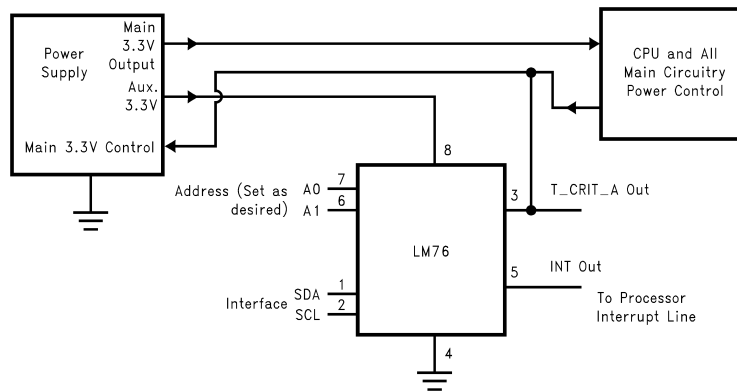 Main
3.3V
Output
Power
Supply
Aux.
3.3V
Main 3.3V Control
CPU and All
Main Circuitry
Power Control
8
Address (Set as
desired)
A0
7
A1
6
3
T_CRIT_A Out
LM76
5
INT Out
Interface
SDA
1
SCL
2
To Processor
Interrupt Line
4